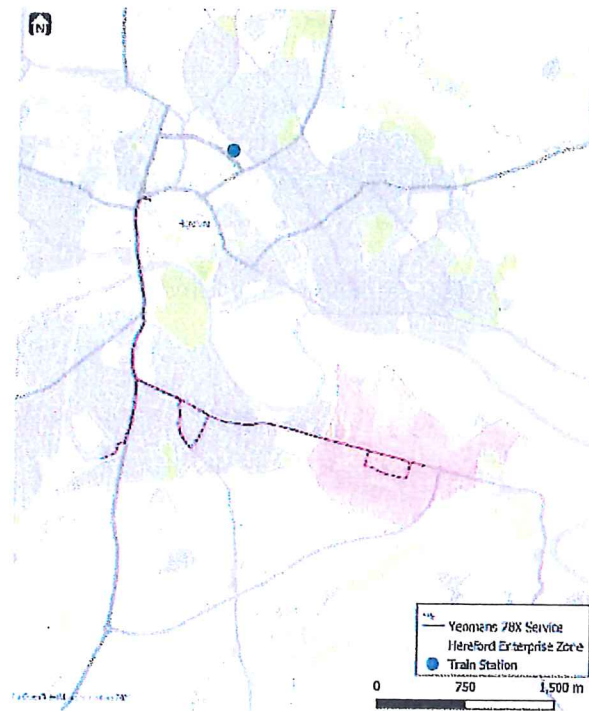 N
Hereford
Yeomans 78X Service
Hereford Enterprise Zone
Train Station
0 750 1,500 m